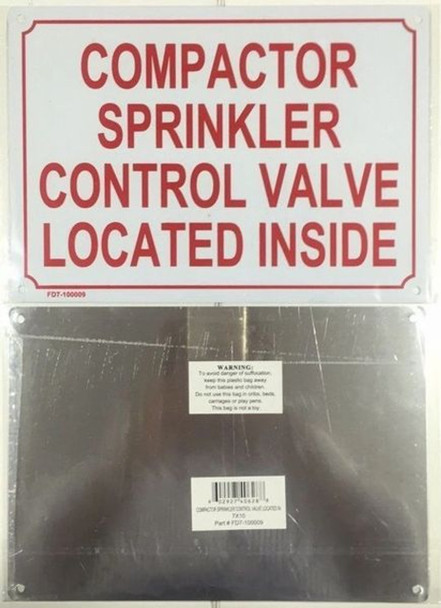 COMPACTOR
SPRINKLER
CONTROL VALVE
LOCATED INSIDE
FD7-100009
WARNING:
To avoid danger of suffocation,
keep this plastic bag away
from babies and children.
Do not use this bag in cribs, beds,
carriages or play pens.
This bag is not a toy.
COMPACTOR SPRINKLER CONTROL VALVE LOCATED IN
7X10
Part # FD7-100009